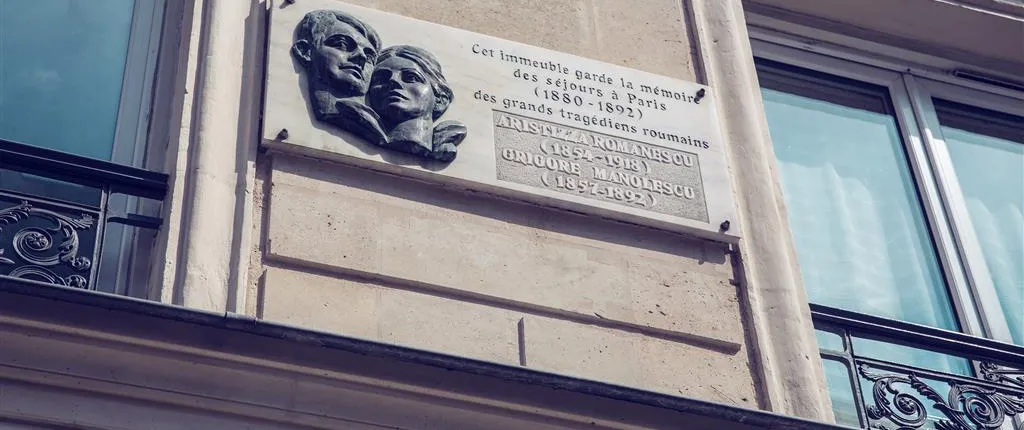 Cet immeuble garde la mémoire
des séjours à Paris
(1880-1892)
des grands tragédiens roumains
ARISTIZZA ROMANESCU
(1854-1918)
GRIGORE MANOLESCU
(1857-1892)